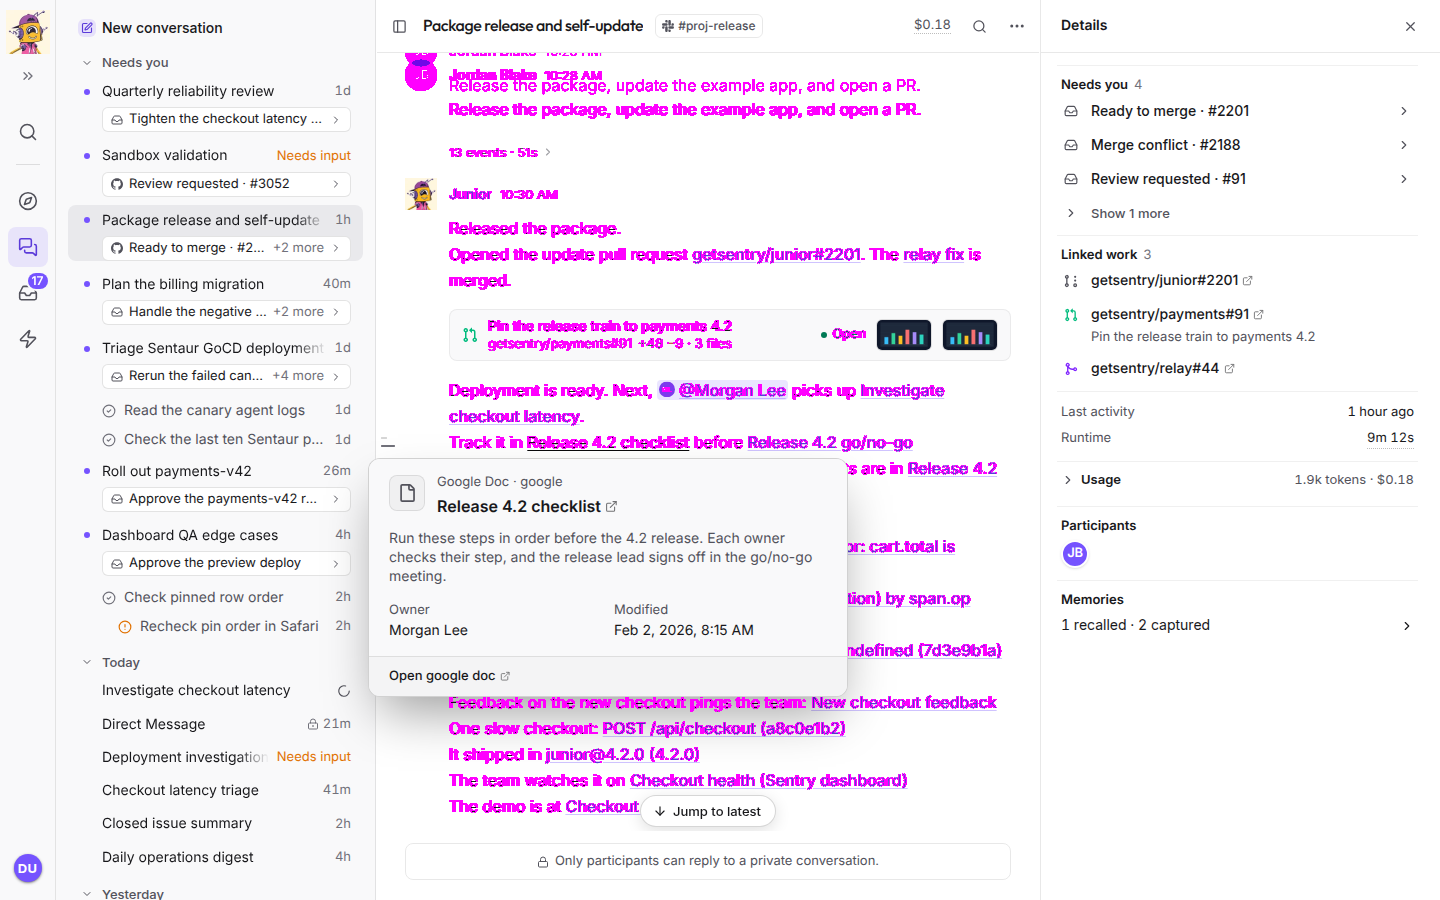 New conversation
Needs you
Quarterly reliability review 1d
Tighten the checkout latency ...
Sandbox validation Needs input
Review requested · #3052
Package release and self-update 1h
Ready to merge · #2... +2 more
17
Plan the billing migration 40m
Handle the negative ... +2 more
Triage Sentaur GoCD deployment 1d
Rerun the failed can... +4 more
Read the canary agent logs 1d
Check the last ten Sentaur p... 1d
Roll out payments-v42 26m
Approve the payments-v42 r...
Dashboard QA edge cases 4h
Approve the preview deploy
Check pinned row order 2h
Recheck pin order in Safari 2h
Today
Investigate checkout latency
Direct Message 21m
Deployment investigation Needs input
Checkout latency triage 41m
Closed issue summary 2h
Daily operations digest 4h
Yesterday
DU
Package release and self-update #proj-release $0.18
Jordan Blake 10:28 AM
Release the package, update the example app, and open a PR.
Release the package, update the example app, and open a PR.
13 events · 51s
Junior 10:30 AM
Released the package.
Opened the update pull request getsentry/junior#2201. The relay fix is
merged.
Pin the release train to payments 4.2
getsentry/payments#91 +48 −9 · 3 files
Open
Deployment is ready. Next, @Morgan Lee picks up Investigate
checkout latency.
Track it in Release 4.2 checklist before Release 4.2 go/no-go
s are in Release 4.2
Google Doc · google
Release 4.2 checklist
Run these steps in order before the 4.2 release. Each owner
checks their step, and the release lead signs off in the go/no-go
meeting.
Owner Modified
Morgan Lee Feb 2, 2026, 8:15 AM
Open google doc
or: cart.total is
tion) by span.op
ndefined (7d3e9b1a)
Feedback on the new checkout pings the team: New checkout feedback
One slow checkout: POST /api/checkout (a8c0e1b2)
It shipped in junior@4.2.0 (4.2.0)
The team watches it on Checkout health (Sentry dashboard)
The demo is at Checkout
Jump to latest
Only participants can reply to a private conversation.
Details
Needs you 4
Ready to merge · #2201
Merge conflict · #2188
Review requested · #91
Show 1 more
Linked work 3
getsentry/junior#2201
getsentry/payments#91
Pin the release train to payments 4.2
getsentry/relay#44
Last activity 1 hour ago
Runtime 9m 12s
Usage 1.9k tokens · $0.18
Participants
JB
Memories
1 recalled · 2 captured